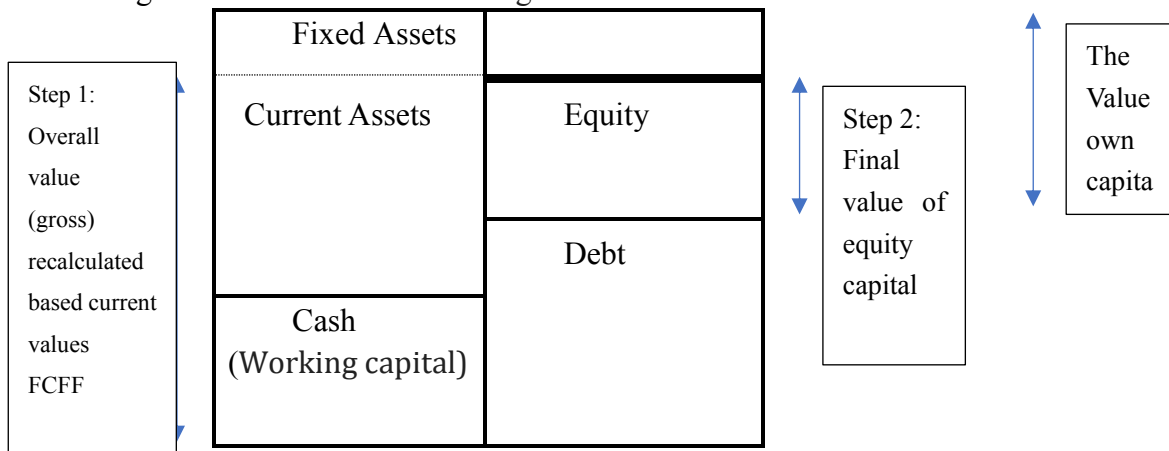 Fixed Assets
Step 1:
Overall
value
(gross)
recalculated
based current
values
FCFF
Current Assets
Equity
Debt
Cash
(Working capital)
Step 2:
Final
value of
equity
capital
The
Value
own
capita